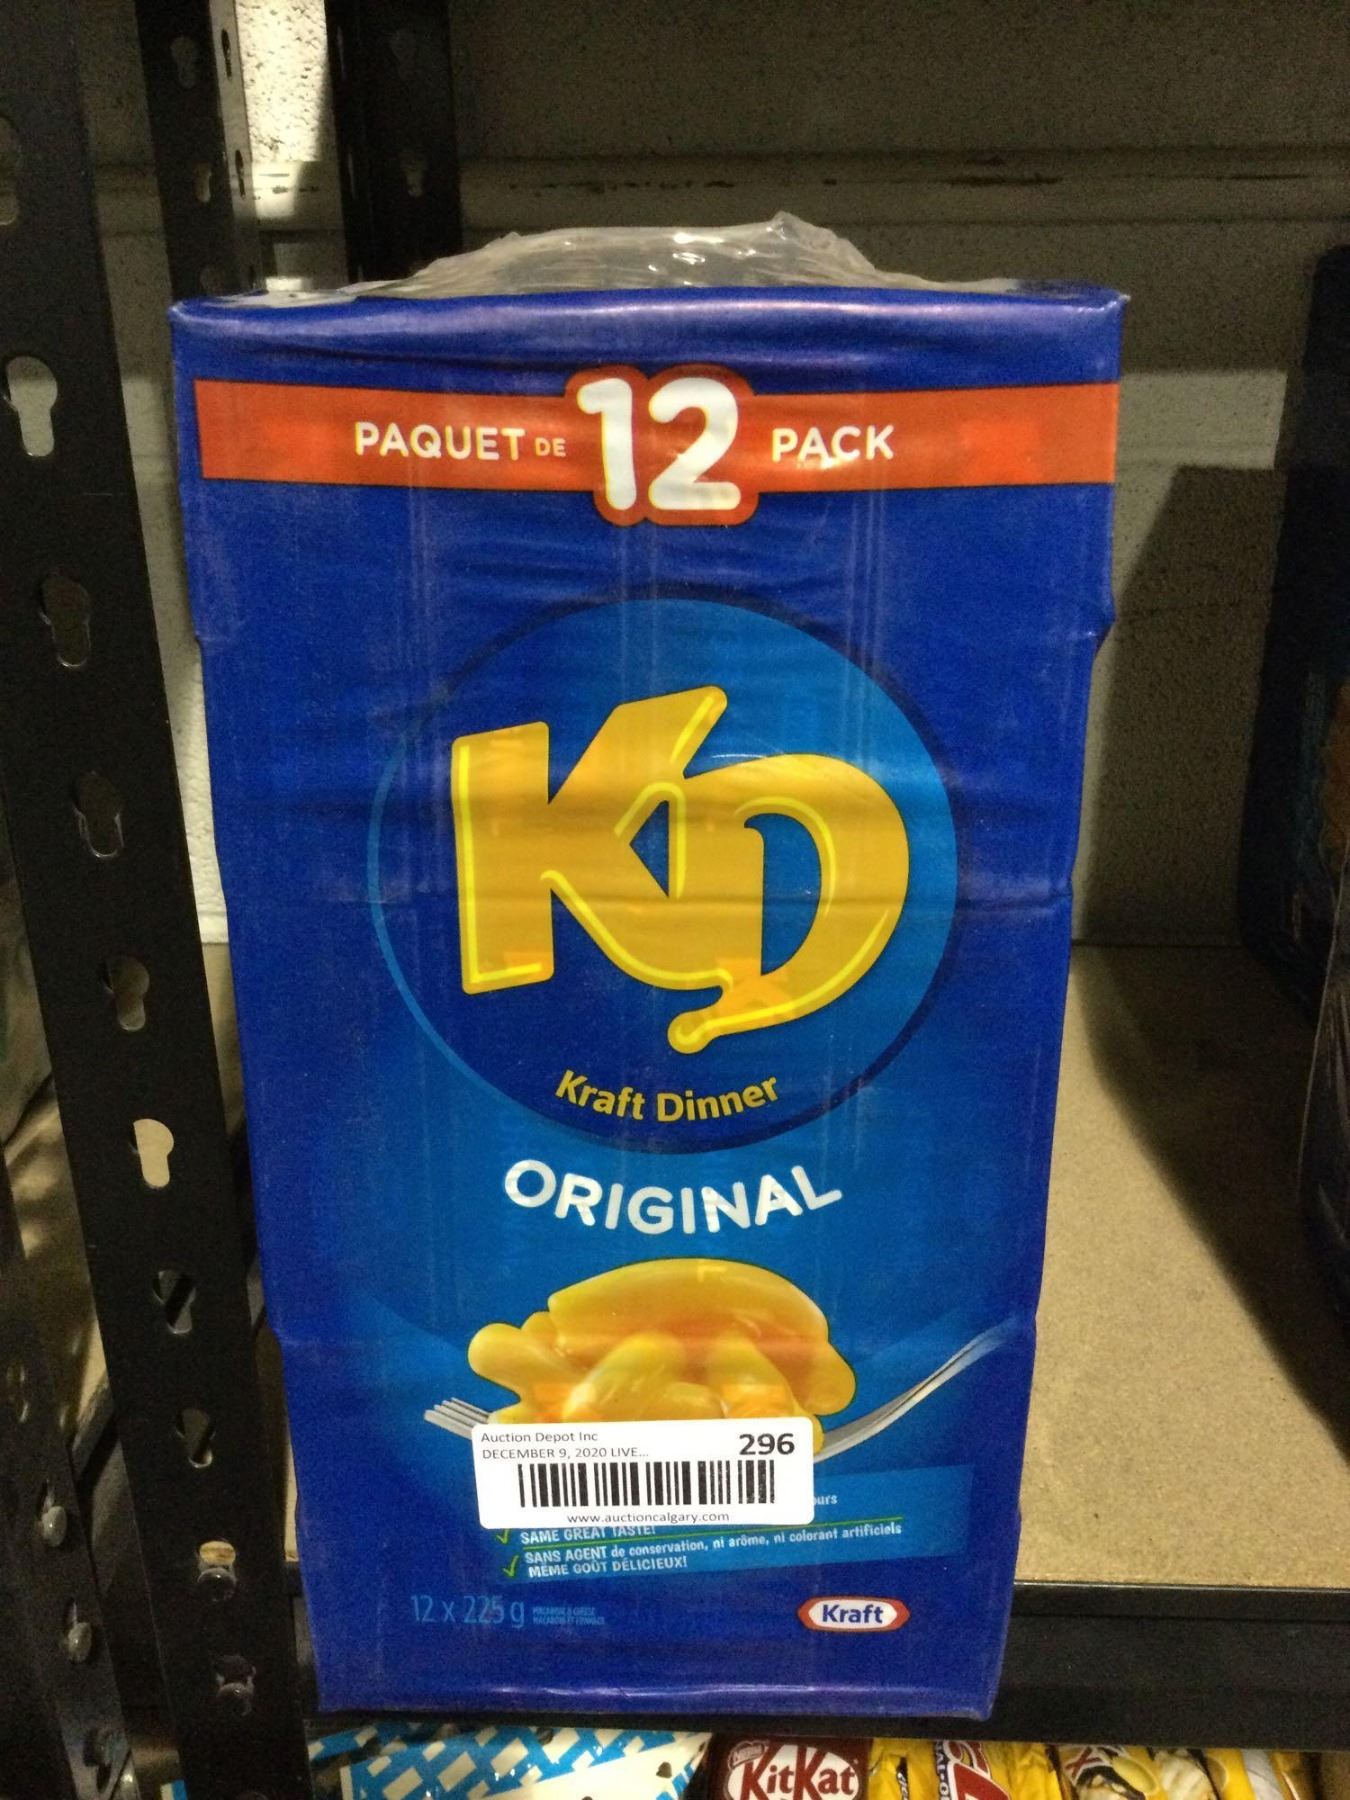 PAQUET DE 12 PACK
KD
Kraft Dinner
ORIGINAL
Auction Depot Inc
DECEMBER 9, 2020 LIVE...
296
www.auctioncalgary.com
SAME GREAT TASTE!
SANS AGENT de conservation, ni arôme, ni colorant artificiels
MÊME GOÛT DÉLICIEUX!
12 x 225 g
Kraft
KitKat